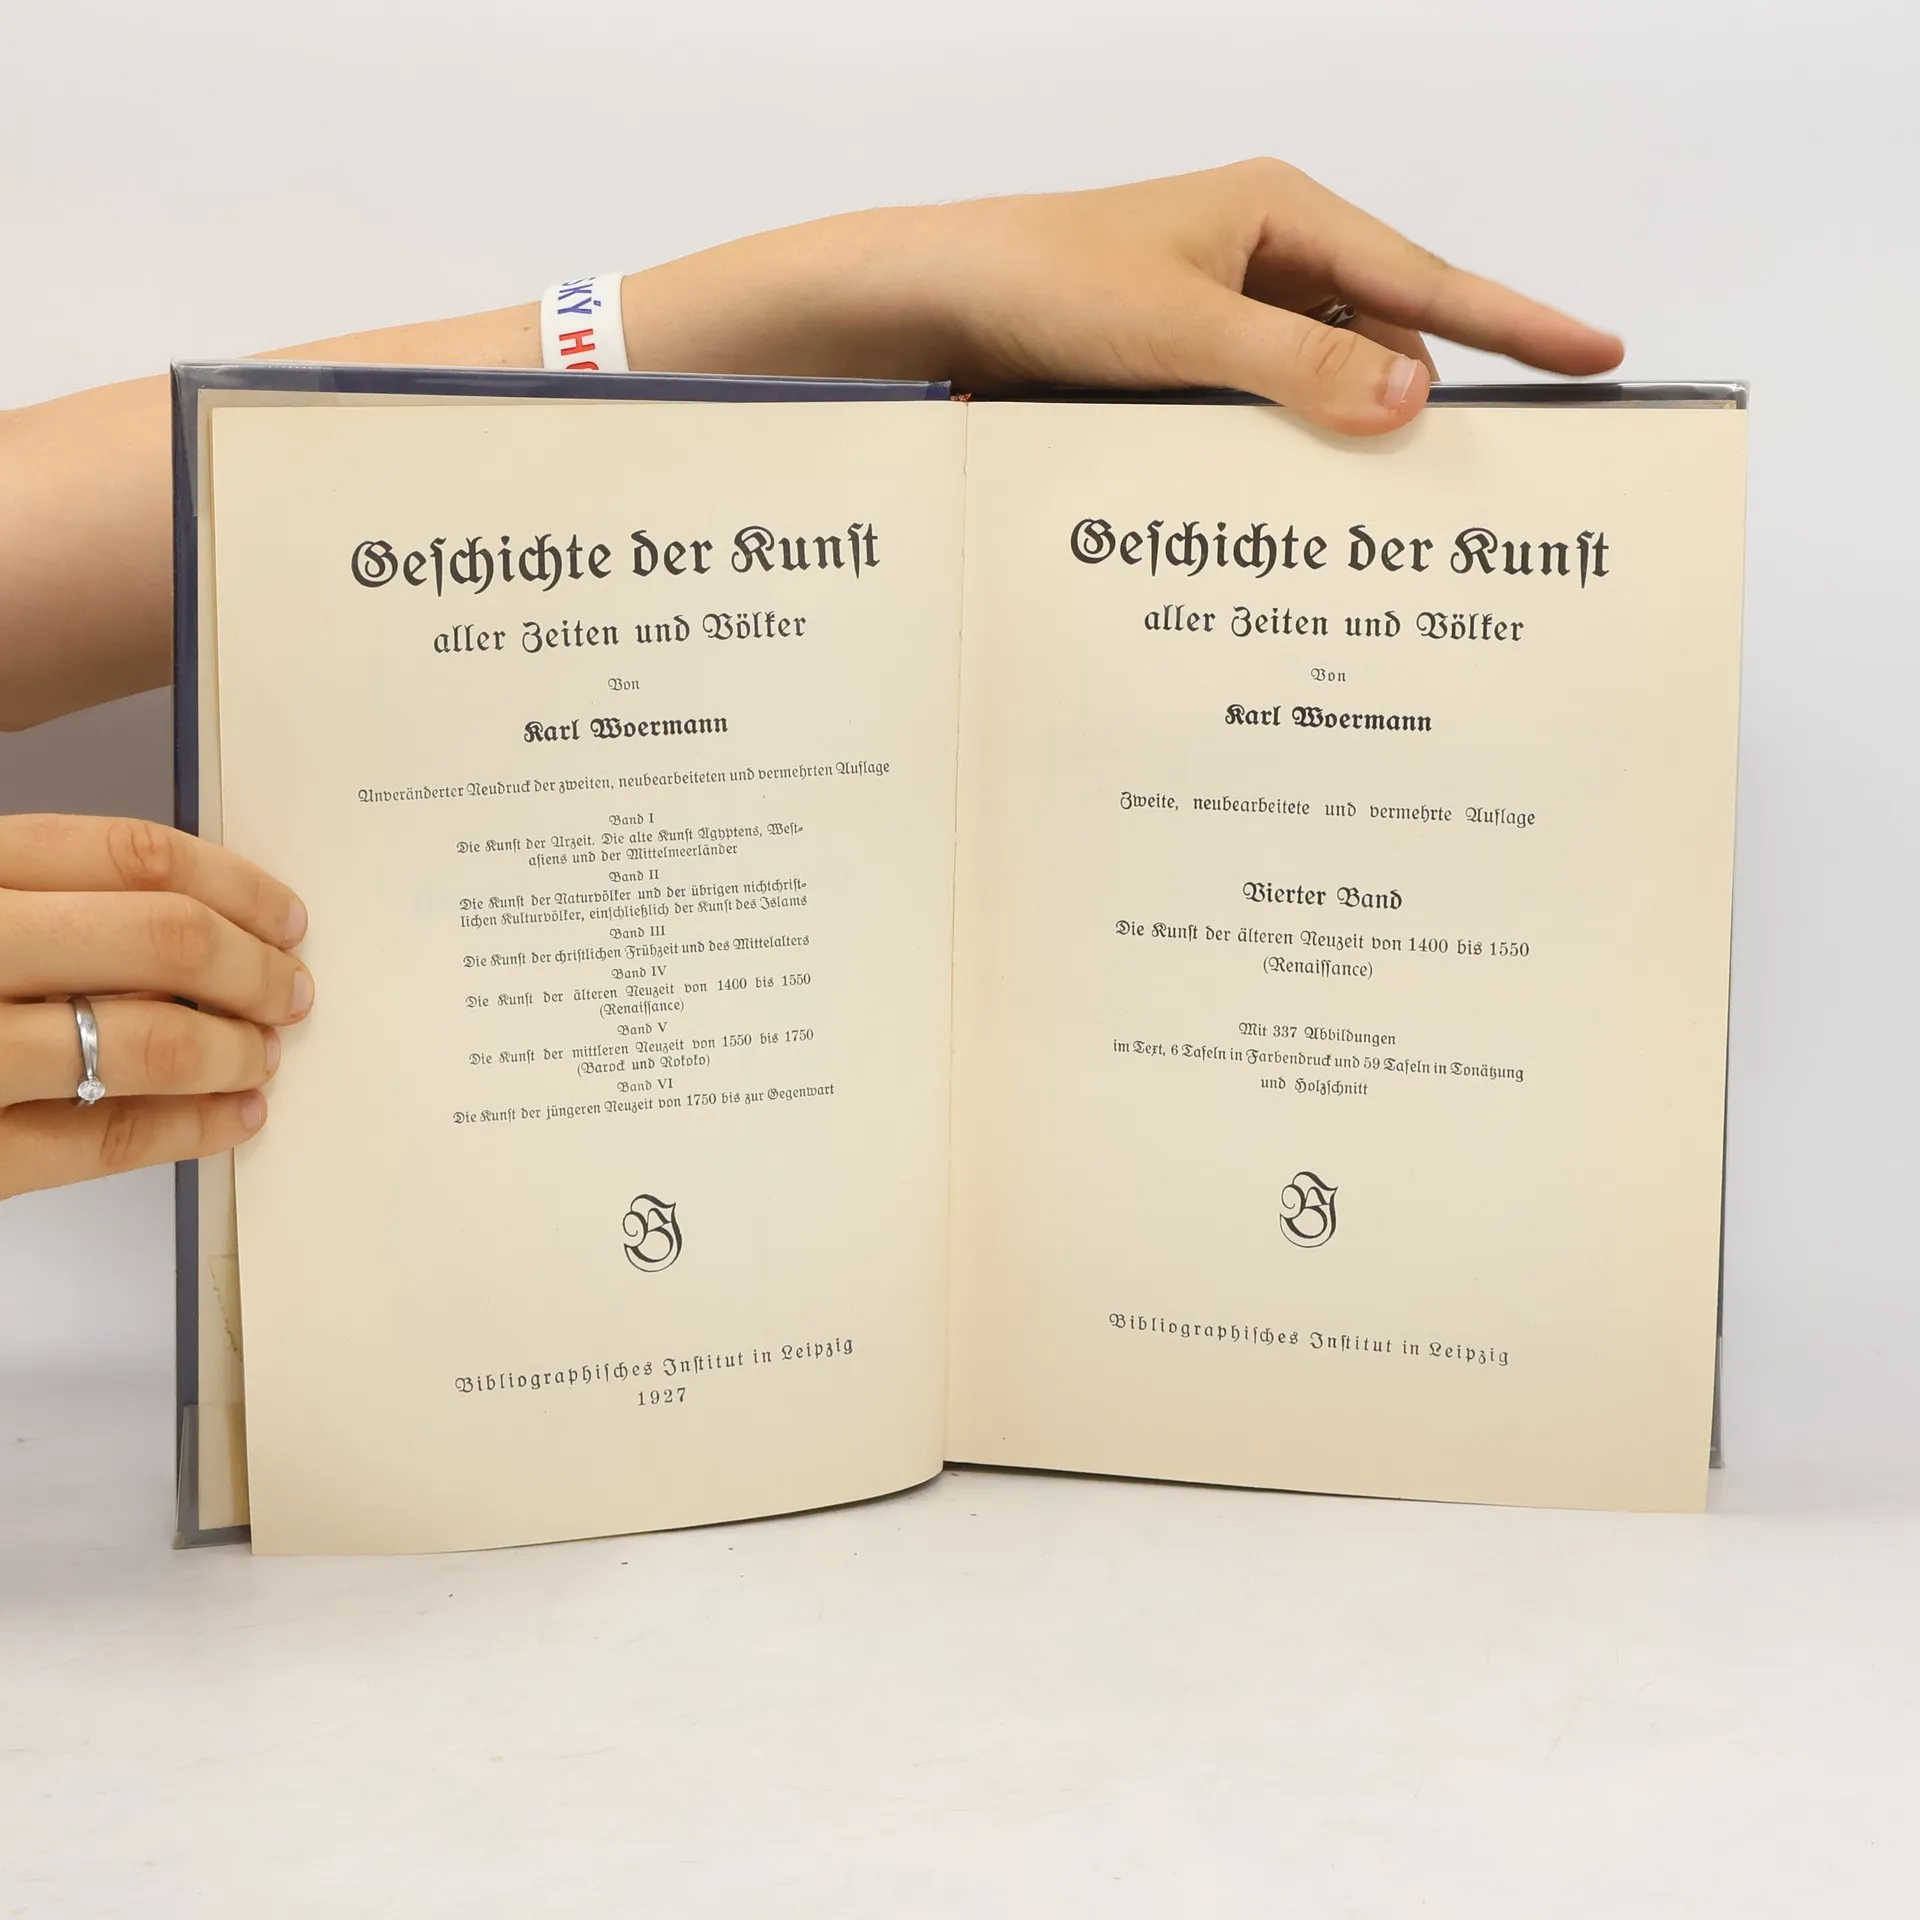 SKÝ HO
Geschichte der Kunst
aller Zeiten und Völker
Von
Karl Woermann
Unveränderter Neudruck der zweiten, neubearbeiteten und vermehrten Auflage
Band I
Die Kunst der Urzeit. Die alte Kunst Ägyptens, West-
asiens und der Mittelmeerländer
Band II
Die Kunst der Naturvölker und der übrigen nichtchrist-
lichen Kulturvölker, einschließlich der Kunst des Islams
Band III
Die Kunst der christlichen Frühzeit und des Mittelalters
Band IV
Die Kunst der älteren Neuzeit von 1400 bis 1550
(Renaissance)
Band V
Die Kunst der mittleren Neuzeit von 1550 bis 1750
(Barock und Rokoko)
Band VI
Die Kunst der jüngeren Neuzeit von 1750 bis zur Gegenwart
BI
Bibliographisches Institut in Leipzig
1927
Geschichte der Kunst
aller Zeiten und Völker
Von
Karl Woermann
Zweite, neubearbeitete und vermehrte Auflage
Vierter Band
Die Kunst der älteren Neuzeit von 1400 bis 1550
(Renaissance)
Mit 337 Abbildungen
im Text, 6 Tafeln in Farbendruck und 59 Tafeln in Tonätzung
und Holzschnitt
BI
Bibliographisches Institut in Leipzig